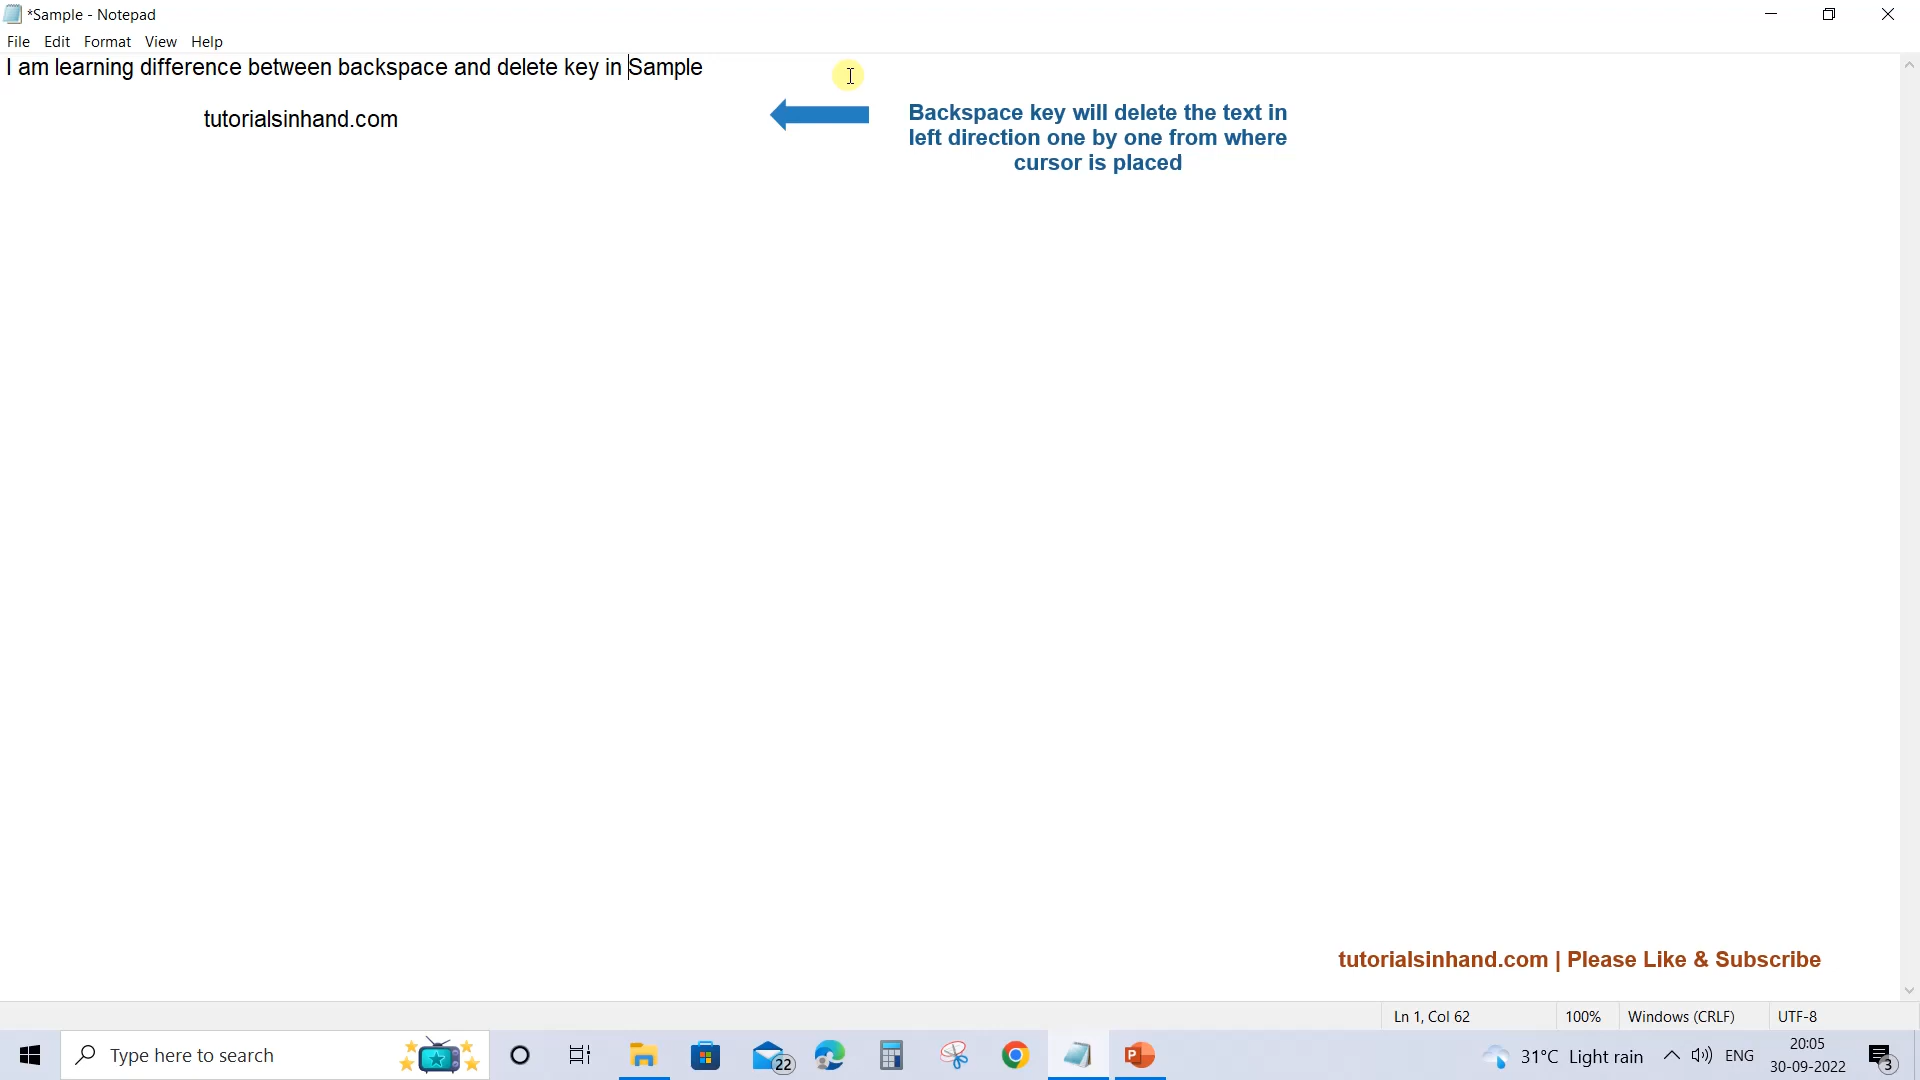 *Sample - Notepad
File Edit Format View Help
I am learning difference between backspace and delete key in Sample
tutorialsinhand.com
Backspace key will delete the text in
left direction one by one from where
cursor is placed
tutorialsinhand.com | Please Like & Subscribe
Ln 1, Col 62 100% Windows (CRLF) UTF-8
Type here to search 22 31°C Light rain ENG 20:05 3
30-09-2022